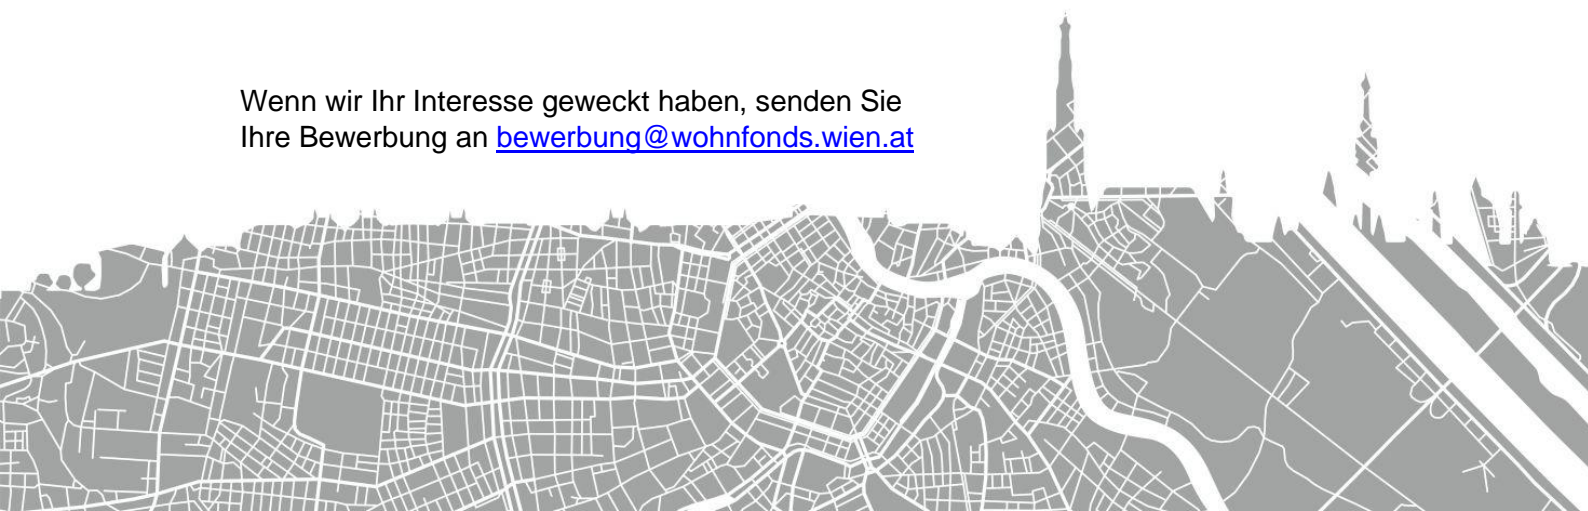 Wenn wir Ihr Interesse geweckt haben, senden Sie
Ihre Bewerbung an bewerbung@wohnfonds.wien.at